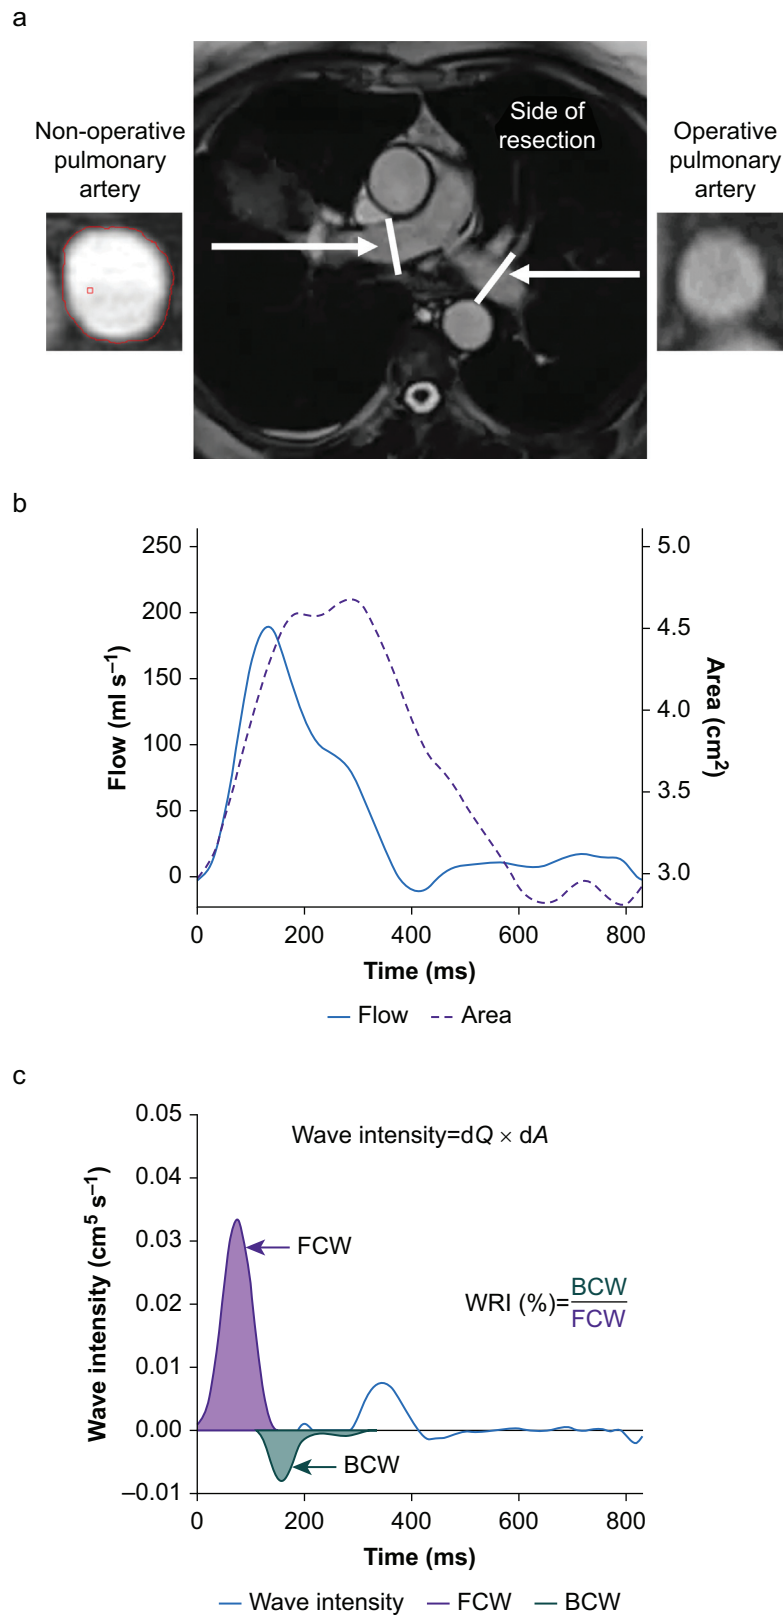 a
Non-operative
pulmonary
artery
Side of
resection
Operative
pulmonary
artery
b
250
200
150
100
50
0
Flow (ml s⁻¹)
5.0
4.5
4.0
3.5
3.0
Area (cm²)
0 200 400 600 800
Time (ms)
Flow Area
c
0.05
0.04
0.03
0.02
0.01
0.00
–0.01
Wave intensity (cm⁵ s⁻¹)
Wave intensity=dQ × dA
FCW
WRI (%)=BCW/FCW
BCW
0 200 400 600 800
Time (ms)
Wave intensity FCW BCW